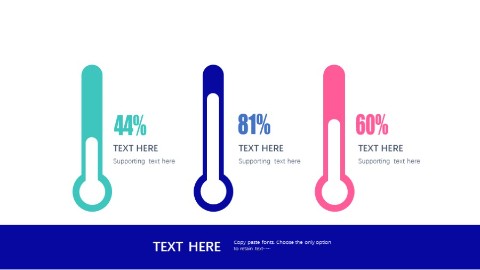 44%
TEXT HERE
Supporting text here
81%
TEXT HERE
Supporting text here
60%
TEXT HERE
Supporting text here
TEXT HERE
Copy paste fonts. Choose the only option
to retain text……